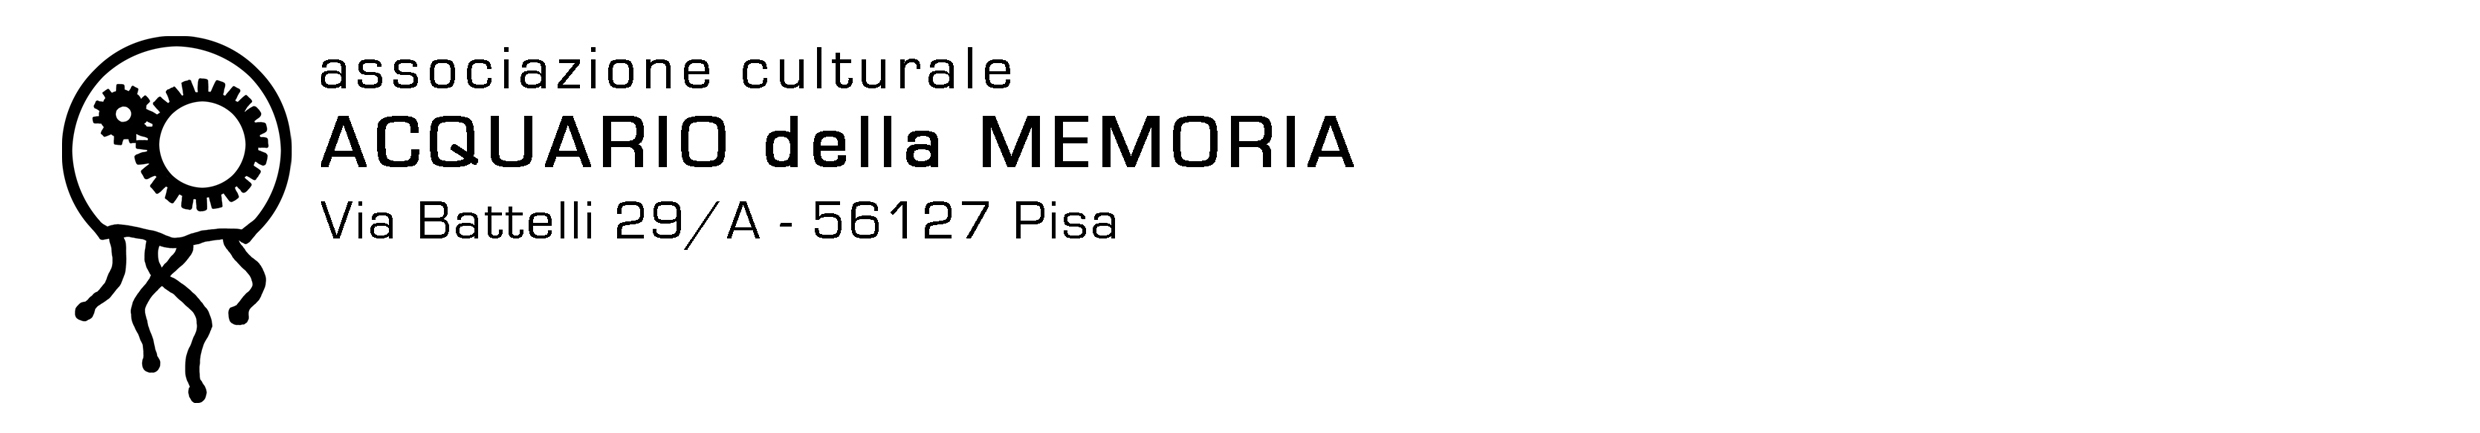 associazione culturale
ACQUARIO della MEMORIA
Via Battelli 29/A - 56127 Pisa